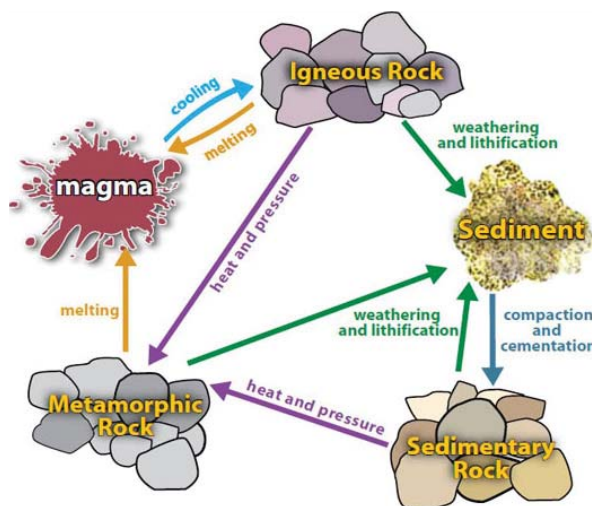 Igneous Rock
cooling
melting
weathering
and lithification
magma
Sediment
heat and pressure
melting
weathering
and lithification
compaction
and
cementation
heat and pressure
Metamorphic
Rock
Sedimentary
Rock